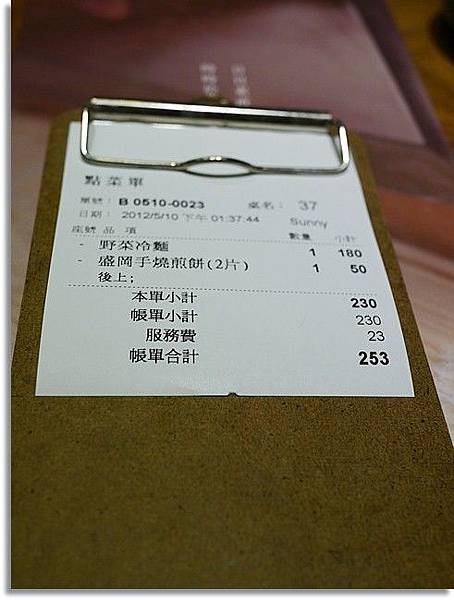 點菜單
單號：B 0510-0023 桌名： 37
日期： 2012/5/10 下午 01:37:44 Sunny
座號 品 項 數量 小計
- 野菜冷麵 1 180
- 盛岡手燒煎餅(2片) 1 50
後上;
本單小計 230
帳單小計 230
服務費 23
帳單合計 253